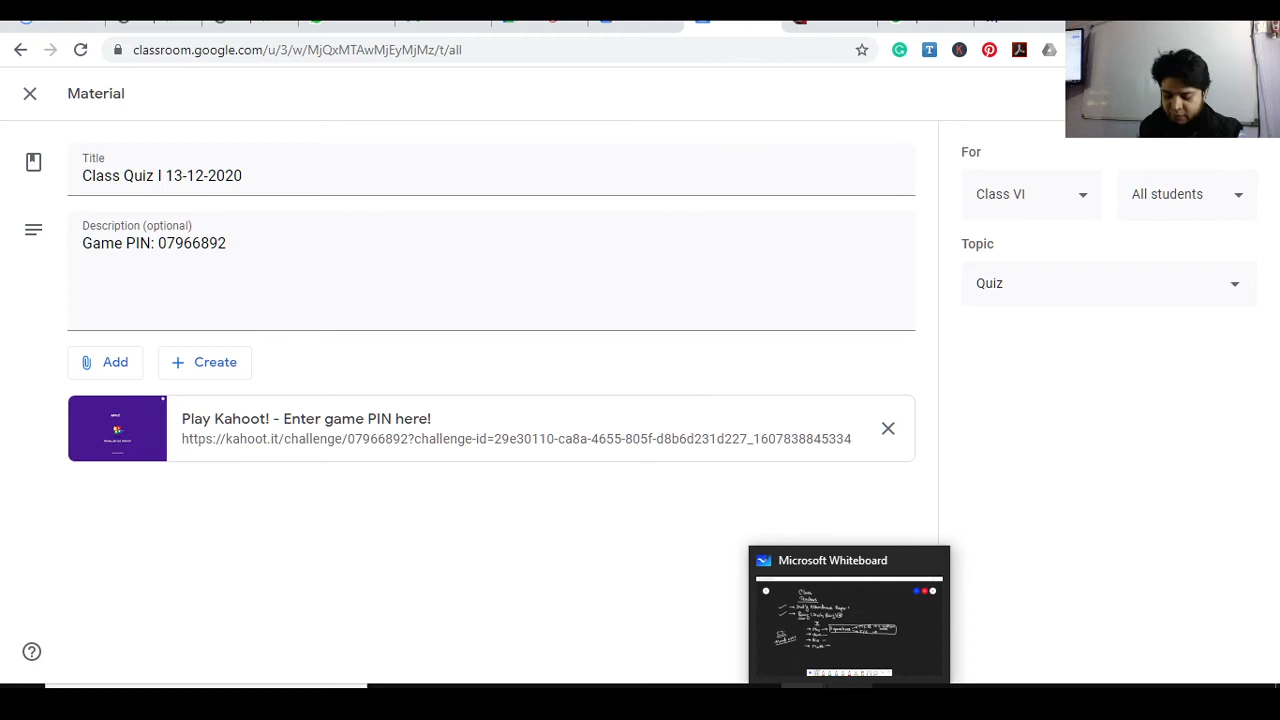 classroom.google.com/u/3/w/MjQxMTAwMjEyMjMz/t/all
Material
Title
Class Quiz I 13-12-2020
Description (optional)
Game PIN: 07966892
Add
Create
Play Kahoot! - Enter game PIN here!
https://kahoot.it/challenge/07966892?challenge-id=29e30110-ca8a-4655-805f-d8b6d231d227_1607838845334
For
Class VI
All students
Topic
Quiz
Microsoft Whiteboard
Class